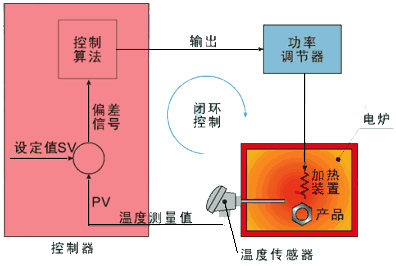 控制
算法
输出
功率
调节器
偏差
信号
闭环
控制
电炉
设定值SV
加热
装置
PV
产品
温度测量值
控制器
温度传感器